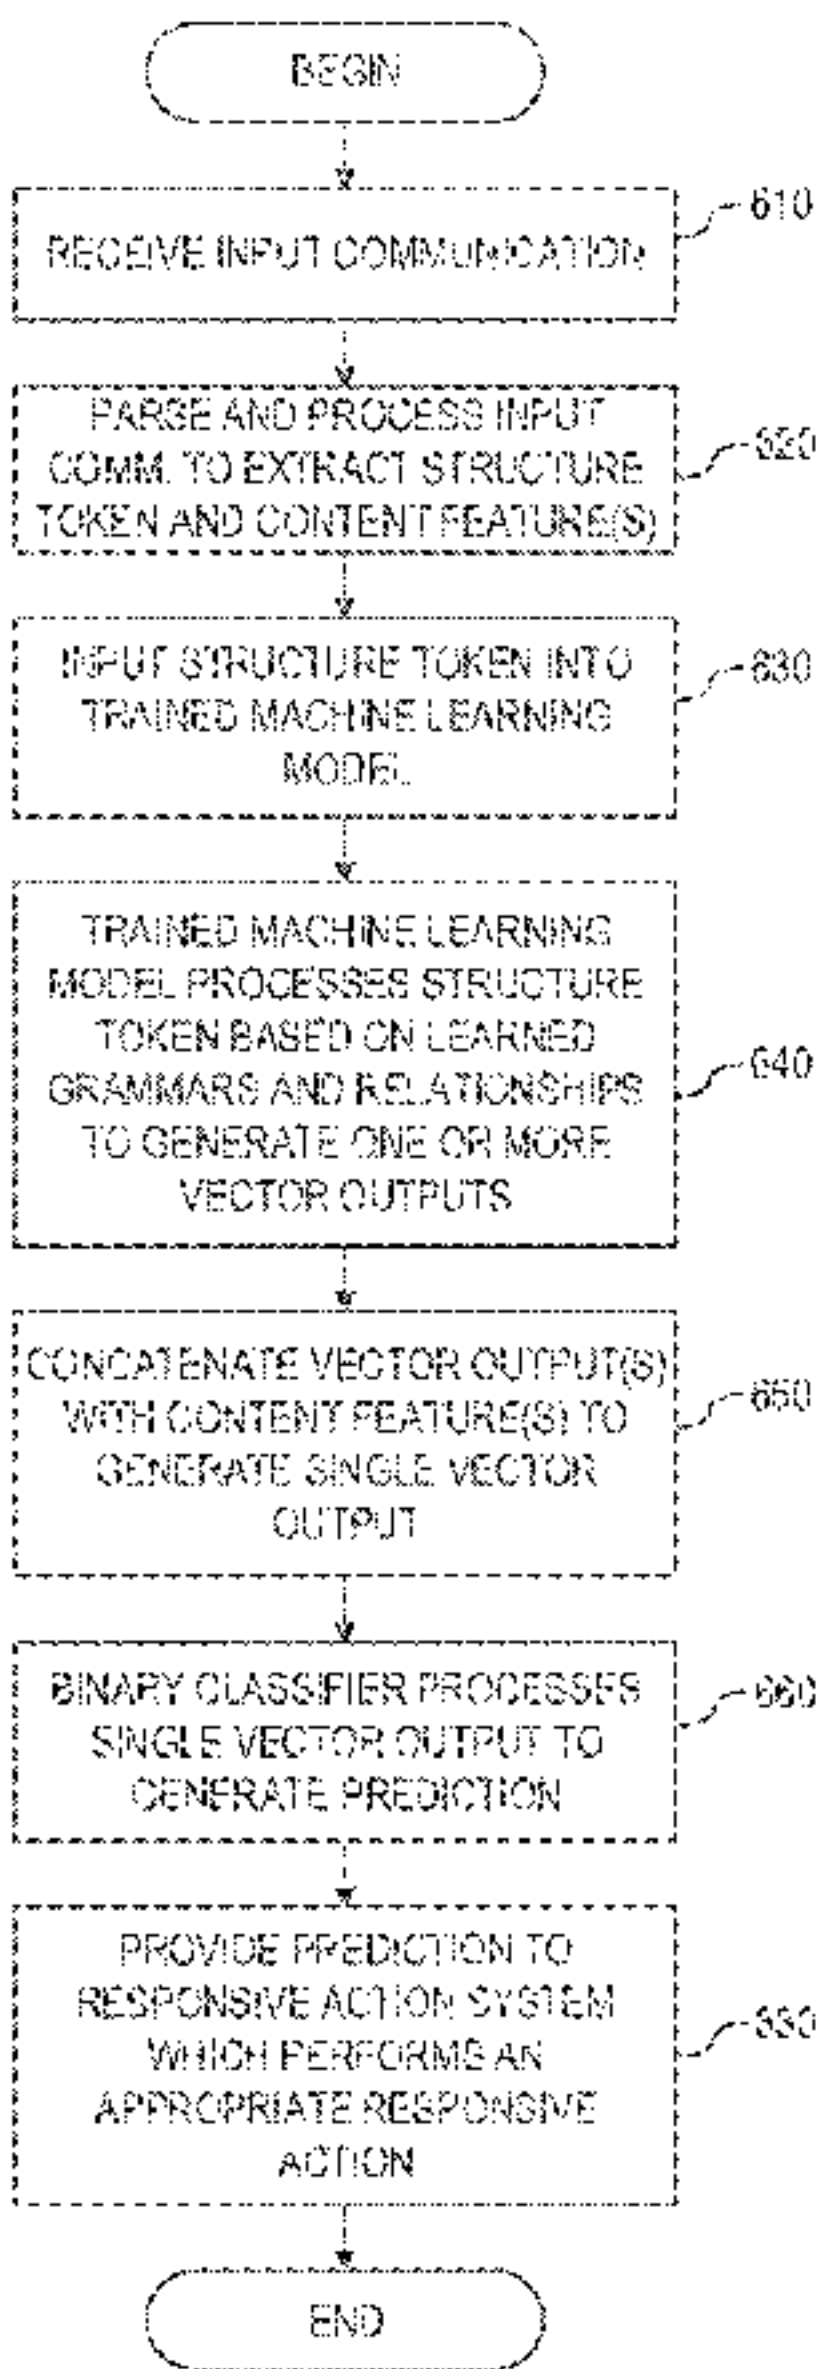 BEGIN
RECEIVE INPUT COMMUNICATION
610
PARSE AND PROCESS INPUT
COMM. TO EXTRACT STRUCTURE
TOKEN AND CONTENT FEATURE(S)
620
INPUT STRUCTURE TOKEN INTO
TRAINED MACHINE LEARNING
MODEL
630
TRAINED MACHINE LEARNING
MODEL PROCESSES STRUCTURE
TOKEN BASED ON LEARNED
GRAMMARS AND RELATIONSHIPS
TO GENERATE ONE OR MORE
VECTOR OUTPUTS
640
CONCATENATE VECTOR OUTPUT(S)
WITH CONTENT FEATURE(S) TO
GENERATE SINGLE VECTOR
OUTPUT
650
BINARY CLASSIFIER PROCESSES
SINGLE VECTOR OUTPUT TO
GENERATE PREDICTION
660
PROVIDE PREDICTION TO
RESPONSIVE ACTION SYSTEM
WHICH PERFORMS AN
APPROPRIATE RESPONSIVE
ACTION
END